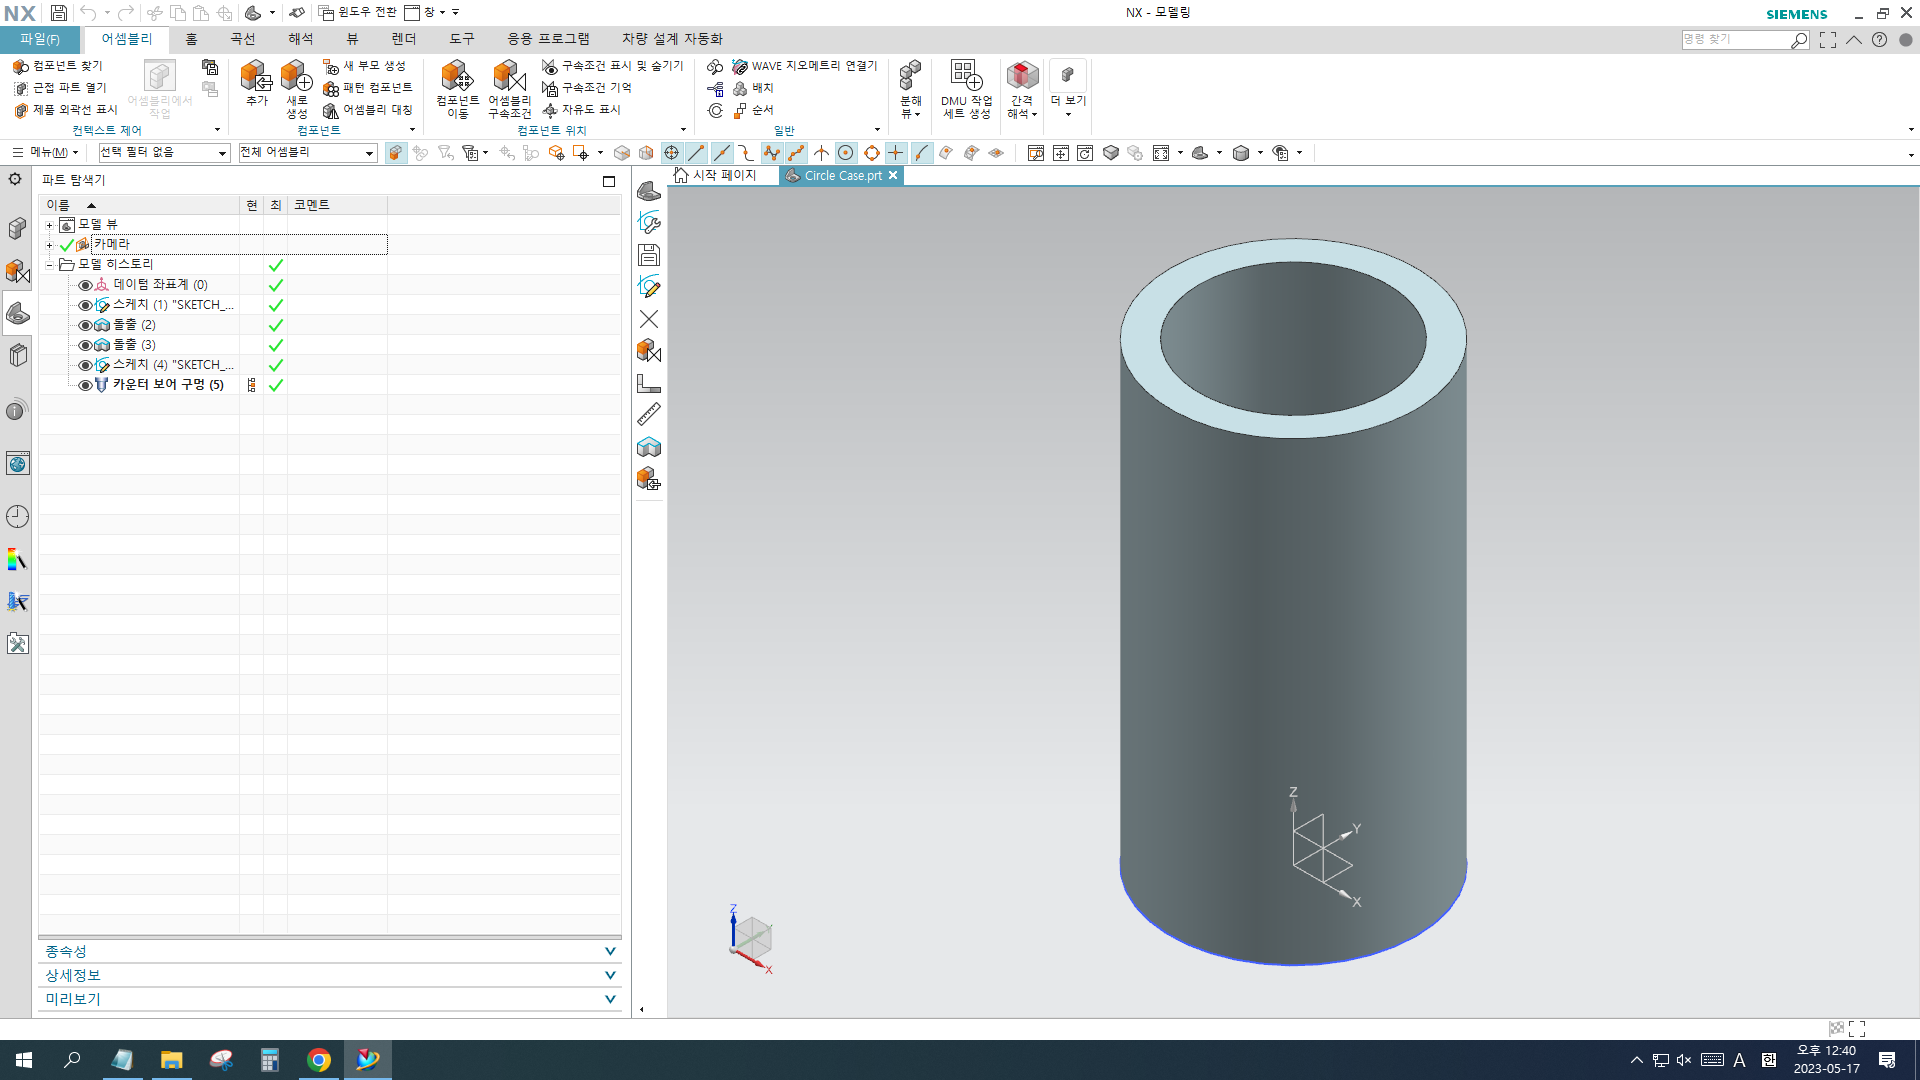 NX
윈도우 전환
창
NX - 모델링
SIEMENS
파일(F)
어셈블리
홈
곡선
해석
뷰
렌더
도구
응용 프로그램
차량 설계 자동화
명령 찾기
컴포넌트 찾기
근접 파트 열기
제품 외곽선 표시
어셈블리에서
작업
컨텍스트 제어
추가
새로
생성
새 부모 생성
패턴 컴포넌트
어셈블리 대칭
컴포넌트
컴포넌트
이동
어셈블리
구속조건
구속조건 표시 및 숨기기
구속조건 기억
자유도 표시
컴포넌트 위치
WAVE 지오메트리 연결기
배치
순서
일반
분해
뷰
DMU 작업
세트 생성
간격
해석
더 보기
메뉴(M)
선택 필터 없음
전체 어셈블리
파트 탐색기
시작 페이지
Circle Case.prt
이름
현
최
코멘트
모델 뷰
카메라
모델 히스토리
데이텀 좌표계 (0)
스케치 (1) "SKETCH_...
돌출 (2)
돌출 (3)
스케치 (4) "SKETCH_...
카운터 보어 구멍 (5)
Z
Y
X
Z
X
종속성
상세정보
미리보기
A
오후 12:40
2023-05-17